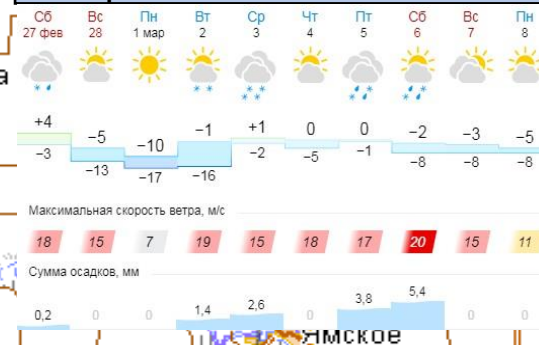 Сб Вс Пн Вт Ср Чт Пт Сб Вс Пн
27 фев 28 1 мар 2 3 4 5 6 7 8
а
+4 −5 −10 −1 +1 0 0 −2 −3 −5
−3 −13 −17 −16 −2 −5 −1 −8 −8 −8
Максимальная скорость ветра, м/с
18 15 7 19 15 18 17 20 15 11
Сумма осадков, мм
0,2 0 0 1,4 2,6 0 3,8 5,4 0 0
Ямское